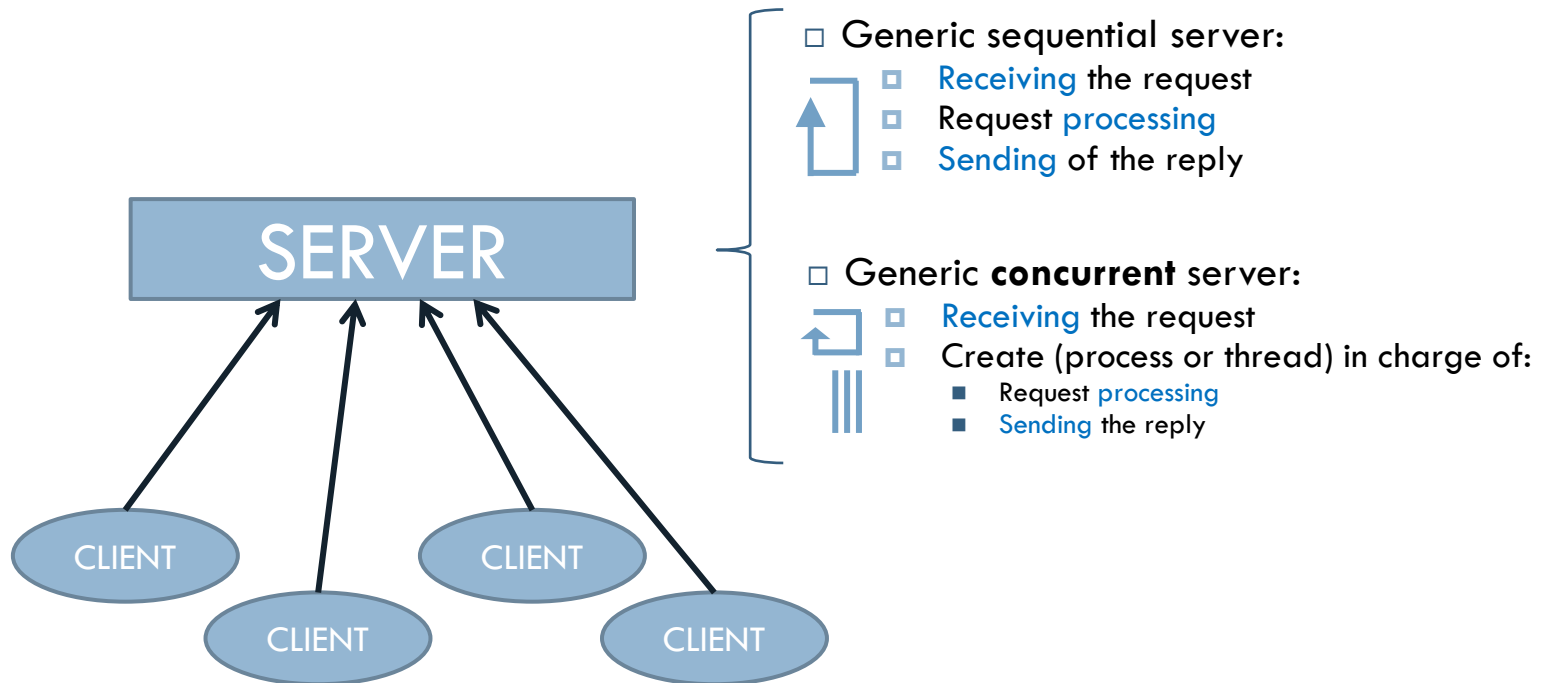 Generic sequential server:
Receiving the request
Request processing
Sending of the reply
SERVER
Generic concurrent server:
Receiving the request
Create (process or thread) in charge of:
Request processing
Sending the reply
CLIENT
CLIENT
CLIENT
CLIENT